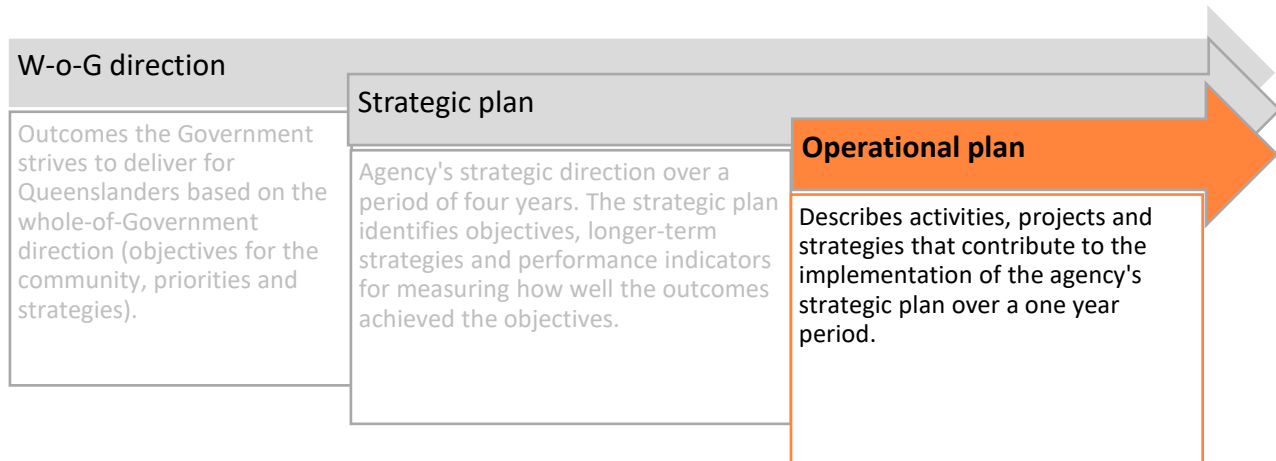 W-o-G direction
Outcomes the Government
strives to deliver for
Queenslanders based on the
whole-of-Government
direction (objectives for the
community, priorities and
strategies).
Strategic plan
Agency's strategic direction over a
period of four years. The strategic plan
identifies objectives, longer-term
strategies and performance indicators
for measuring how well the outcomes
achieved the objectives.
Operational plan
Describes activities, projects and
strategies that contribute to the
implementation of the agency's
strategic plan over a one year
period.